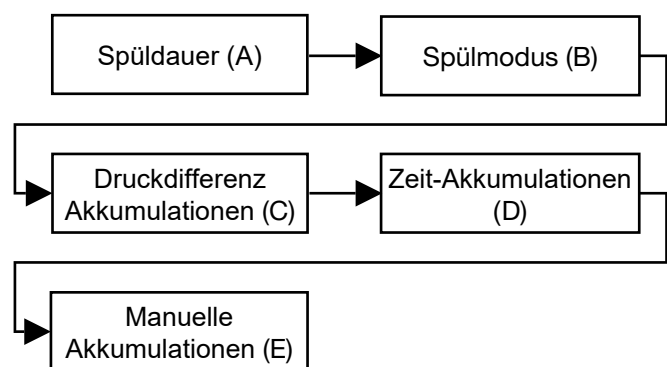 Spüldauer (A)
Spülmodus (B)
Druckdifferenz
Akkumulationen (C)
Zeit-Akkumulationen
(D)
Manuelle
Akkumulationen (E)